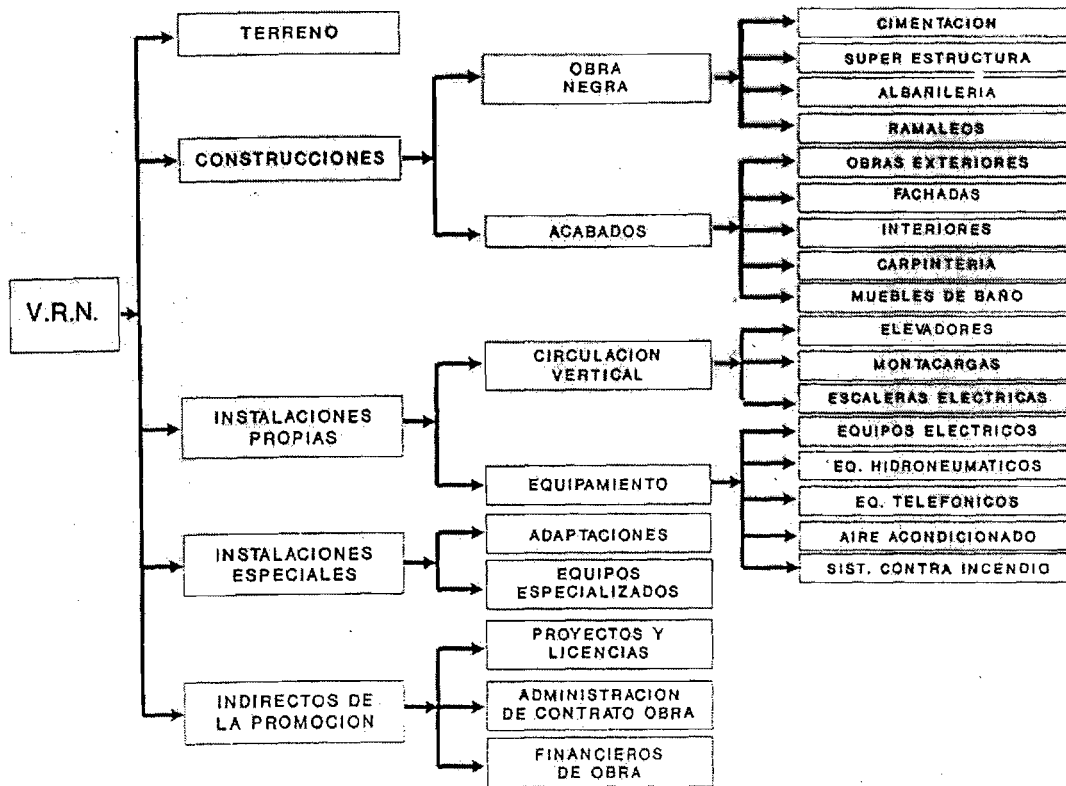 V.R.N.
TERRENO
CONSTRUCCIONES
INSTALACIONES
PROPIAS
INSTALACIONES
ESPECIALES
INDIRECTOS DE
LA PROMOCION
OBRA
NEGRA
ACABADOS
CIRCULACION
VERTICAL
EQUIPAMIENTO
ADAPTACIONES
EQUIPOS
ESPECIALIZADOS
PROYECTOS Y
LICENCIAS
ADMINISTRACION
DE CONTRATO OBRA
FINANCIEROS
DE OBRA
CIMENTACION
SUPER ESTRUCTURA
ALBAÑILERIA
RAMALEOS
OBRAS EXTERIORES
FACHADAS
INTERIORES
CARPINTERIA
MUEBLES DE BAÑO
ELEVADORES
MONTACARGAS
ESCALERAS ELECTRICAS
EQUIPOS ELECTRICOS
EQ. HIDRONEUMATICOS
EQ. TELEFONICOS
AIRE ACONDICIONADO
SIST. CONTRA INCENDIO